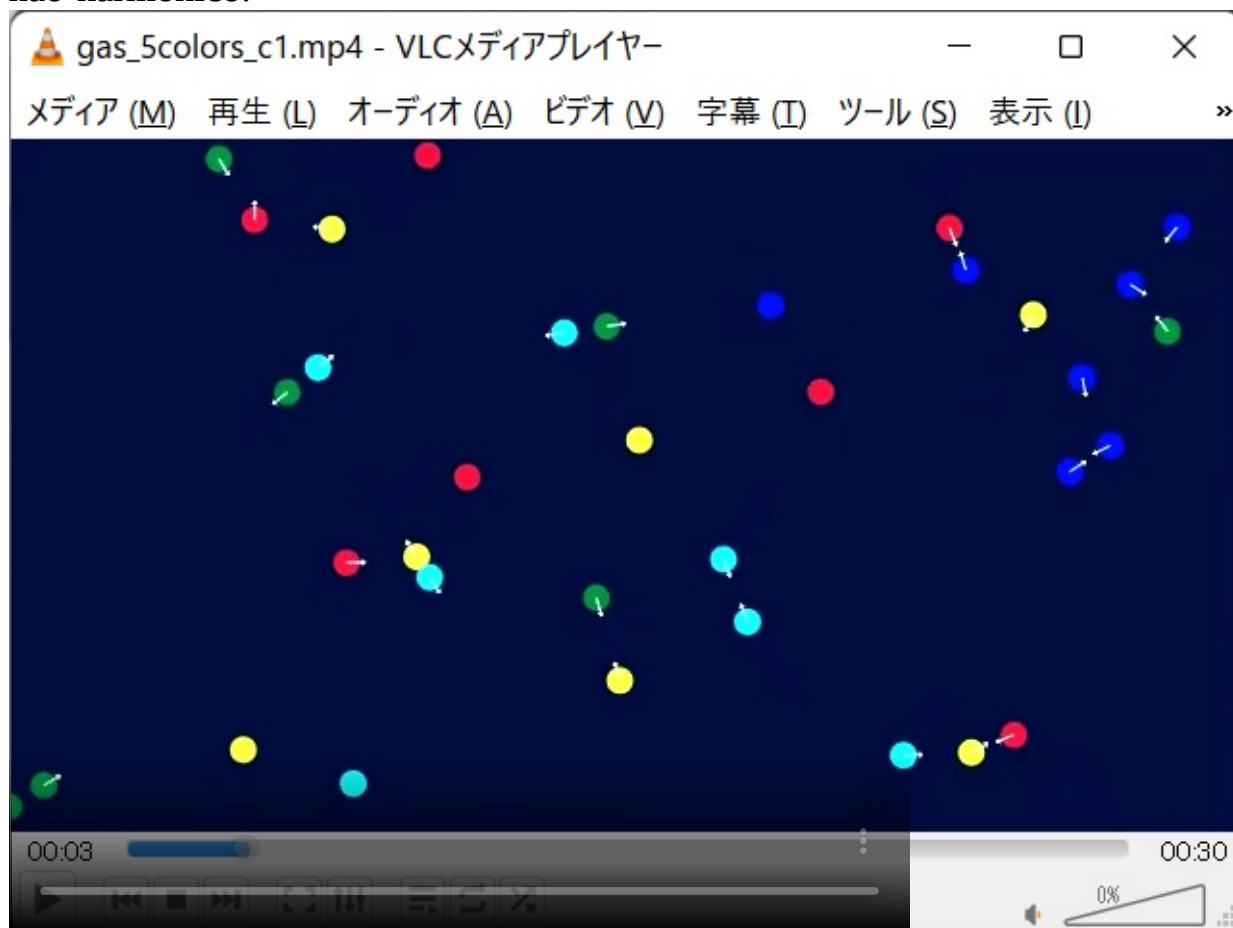 gas_5colors_c1.mp4 - VLCメディアプレイヤー
メディア (M) 再生 (L) オーディオ (A) ビデオ (V) 字幕 (T) ツール (S) 表示 (I) »
00:03 00:30
0%